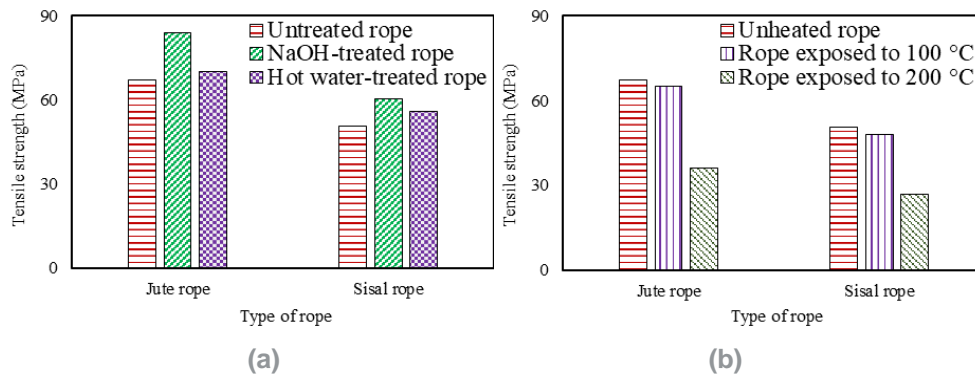 90
60
30
0
Tensile strength (MPa)
Untreated rope
NaOH-treated rope
Hot water-treated rope
Jute rope
Sisal rope
Type of rope
(a)
90
60
30
0
Tensile strength (MPa)
Unheated rope
Rope exposed to 100 °C
Rope exposed to 200 °C
Jute rope
Sisal rope
Type of rope
(b)